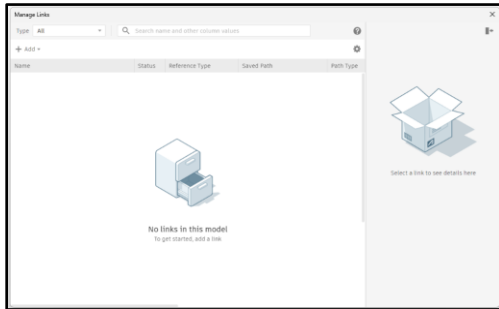 Manage Links
Type All
Search name and other column values
Add
Name Status Reference Type Saved Path Path Type
Select a link to see details here
No links in this model
To get started, add a link